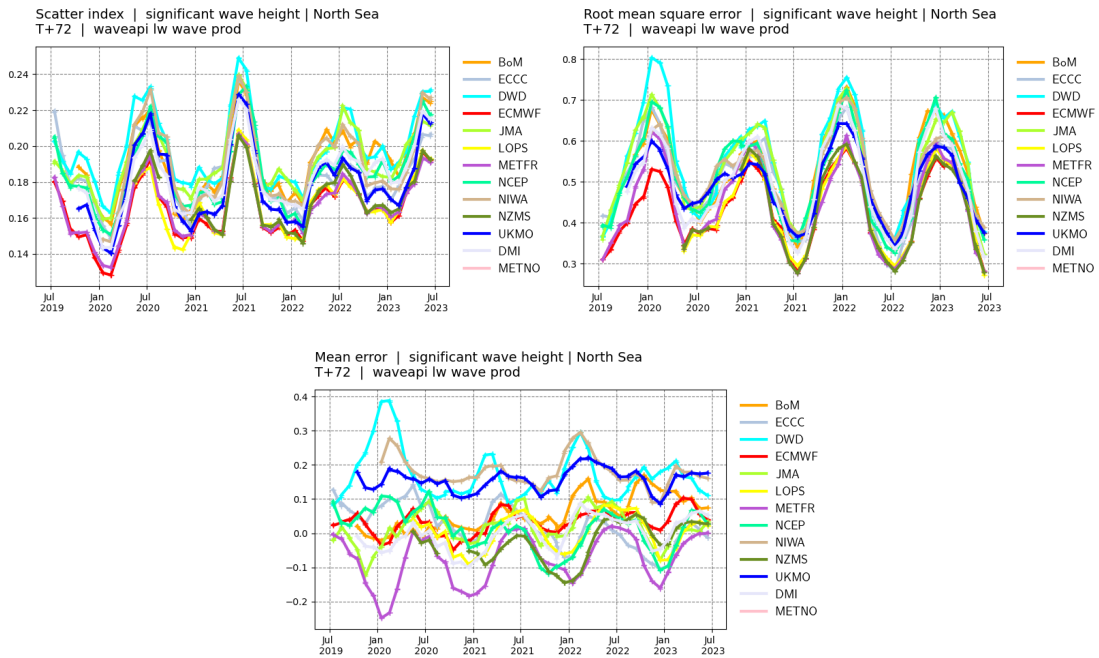 Scatter index | significant wave height | North Sea
T+72 | waveapi lw wave prod
0.24
0.22
0.20
0.18
0.16
0.14
Jul 2019
Jan 2020
Jul 2020
Jan 2021
Jul 2021
Jan 2022
Jul 2022
Jan 2023
Jul 2023
BoM
ECCC
DWD
ECMWF
JMA
LOPS
METFR
NCEP
NIWA
NZMS
UKMO
DMI
METNO
Root mean square error | significant wave height | North Sea
T+72 | waveapi lw wave prod
0.8
0.7
0.6
0.5
0.4
0.3
Jul 2019
Jan 2020
Jul 2020
Jan 2021
Jul 2021
Jan 2022
Jul 2022
Jan 2023
Jul 2023
BoM
ECCC
DWD
ECMWF
JMA
LOPS
METFR
NCEP
NIWA
NZMS
UKMO
DMI
METNO
Mean error | significant wave height | North Sea
T+72 | waveapi lw wave prod
0.4
0.3
0.2
0.1
0.0
−0.1
−0.2
Jul 2019
Jan 2020
Jul 2020
Jan 2021
Jul 2021
Jan 2022
Jul 2022
Jan 2023
Jul 2023
BoM
ECCC
DWD
ECMWF
JMA
LOPS
METFR
NCEP
NIWA
NZMS
UKMO
DMI
METNO